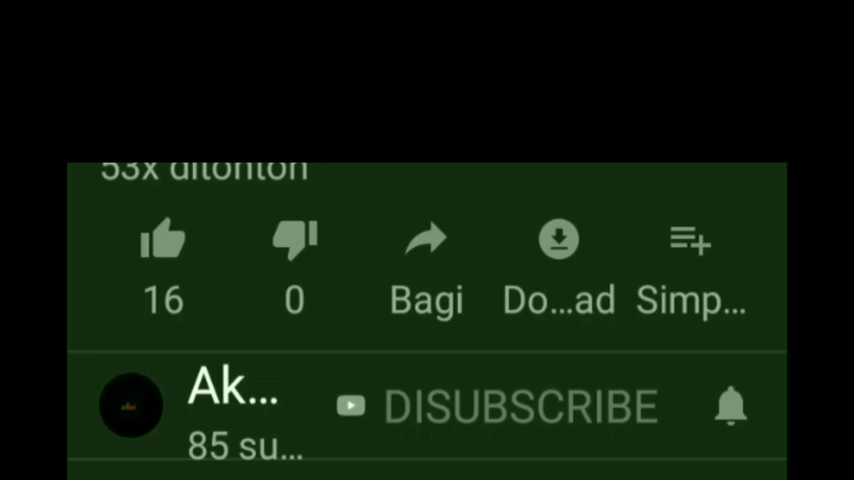 53x ditonton
16 0 Bagi Do...ad Simp...
Ak...
DISUBSCRIBE
85 su...